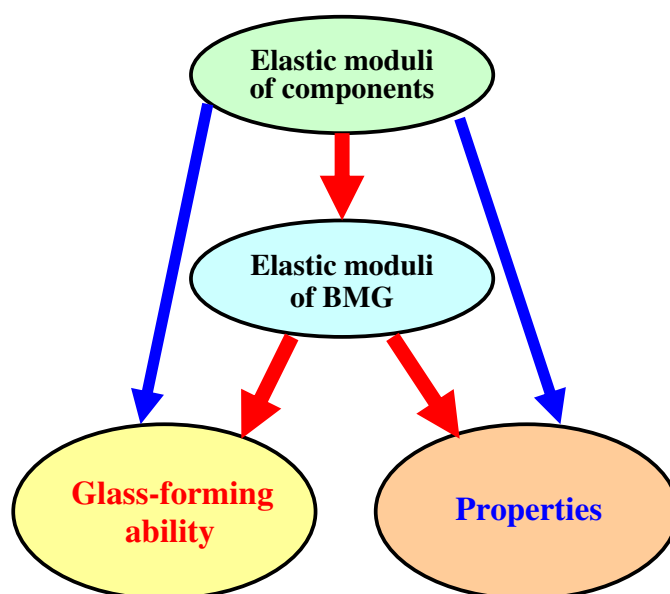 Elastic moduli
of components
Elastic moduli
of BMG
Glass-forming
ability
Properties